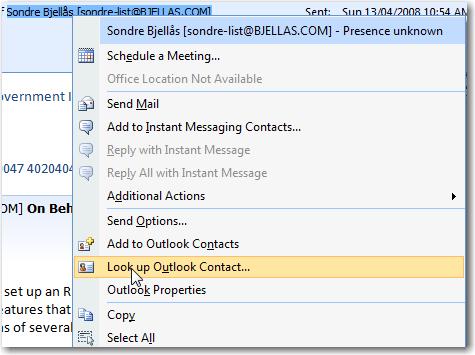 Sondre Bjellås [sondre-list@BJELLAS.COM] Sent: Sun 13/04/2008 10:54 AM
Sondre Bjellås [sondre-list@BJELLAS.COM] - Presence unknown
Schedule a Meeting...
Office Location Not Available
overnment I
Send Mail
Add to Instant Messaging Contacts...
Reply with Instant Message
047 4020404
Reply All with Instant Message
Additional Actions
OM] On Beh
Send Options...
Add to Outlook Contacts
Look up Outlook Contact...
set up an R
Outlook Properties
eatures that
ns of several
Copy
Select All